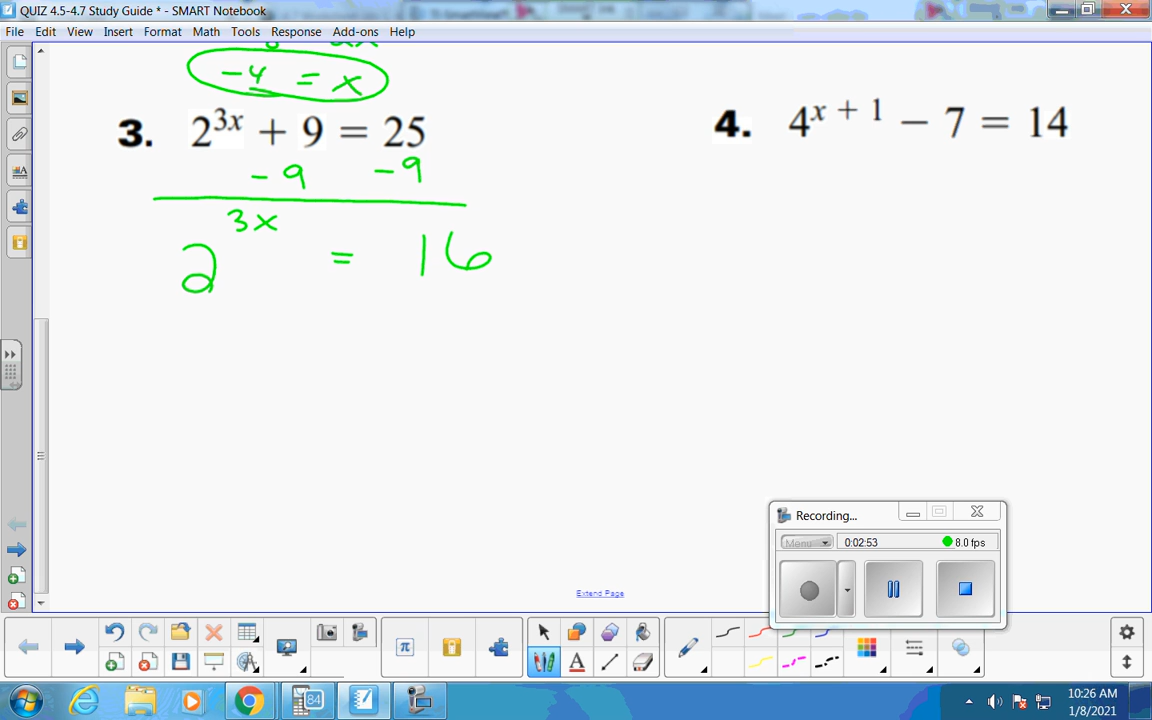 QUIZ 4.5-4.7 Study Guide * - SMART Notebook
File Edit View Insert Format Math Tools Response Add-ons Help
-4 = x
3. 2^{3x} + 9 = 25
-9 -9
2^{3x} = 16
4. 4^{x + 1} - 7 = 14
Recording...
Menu 0:02:53 8.0 fps
Extend Page
π A
84
10:26 AM
1/8/2021